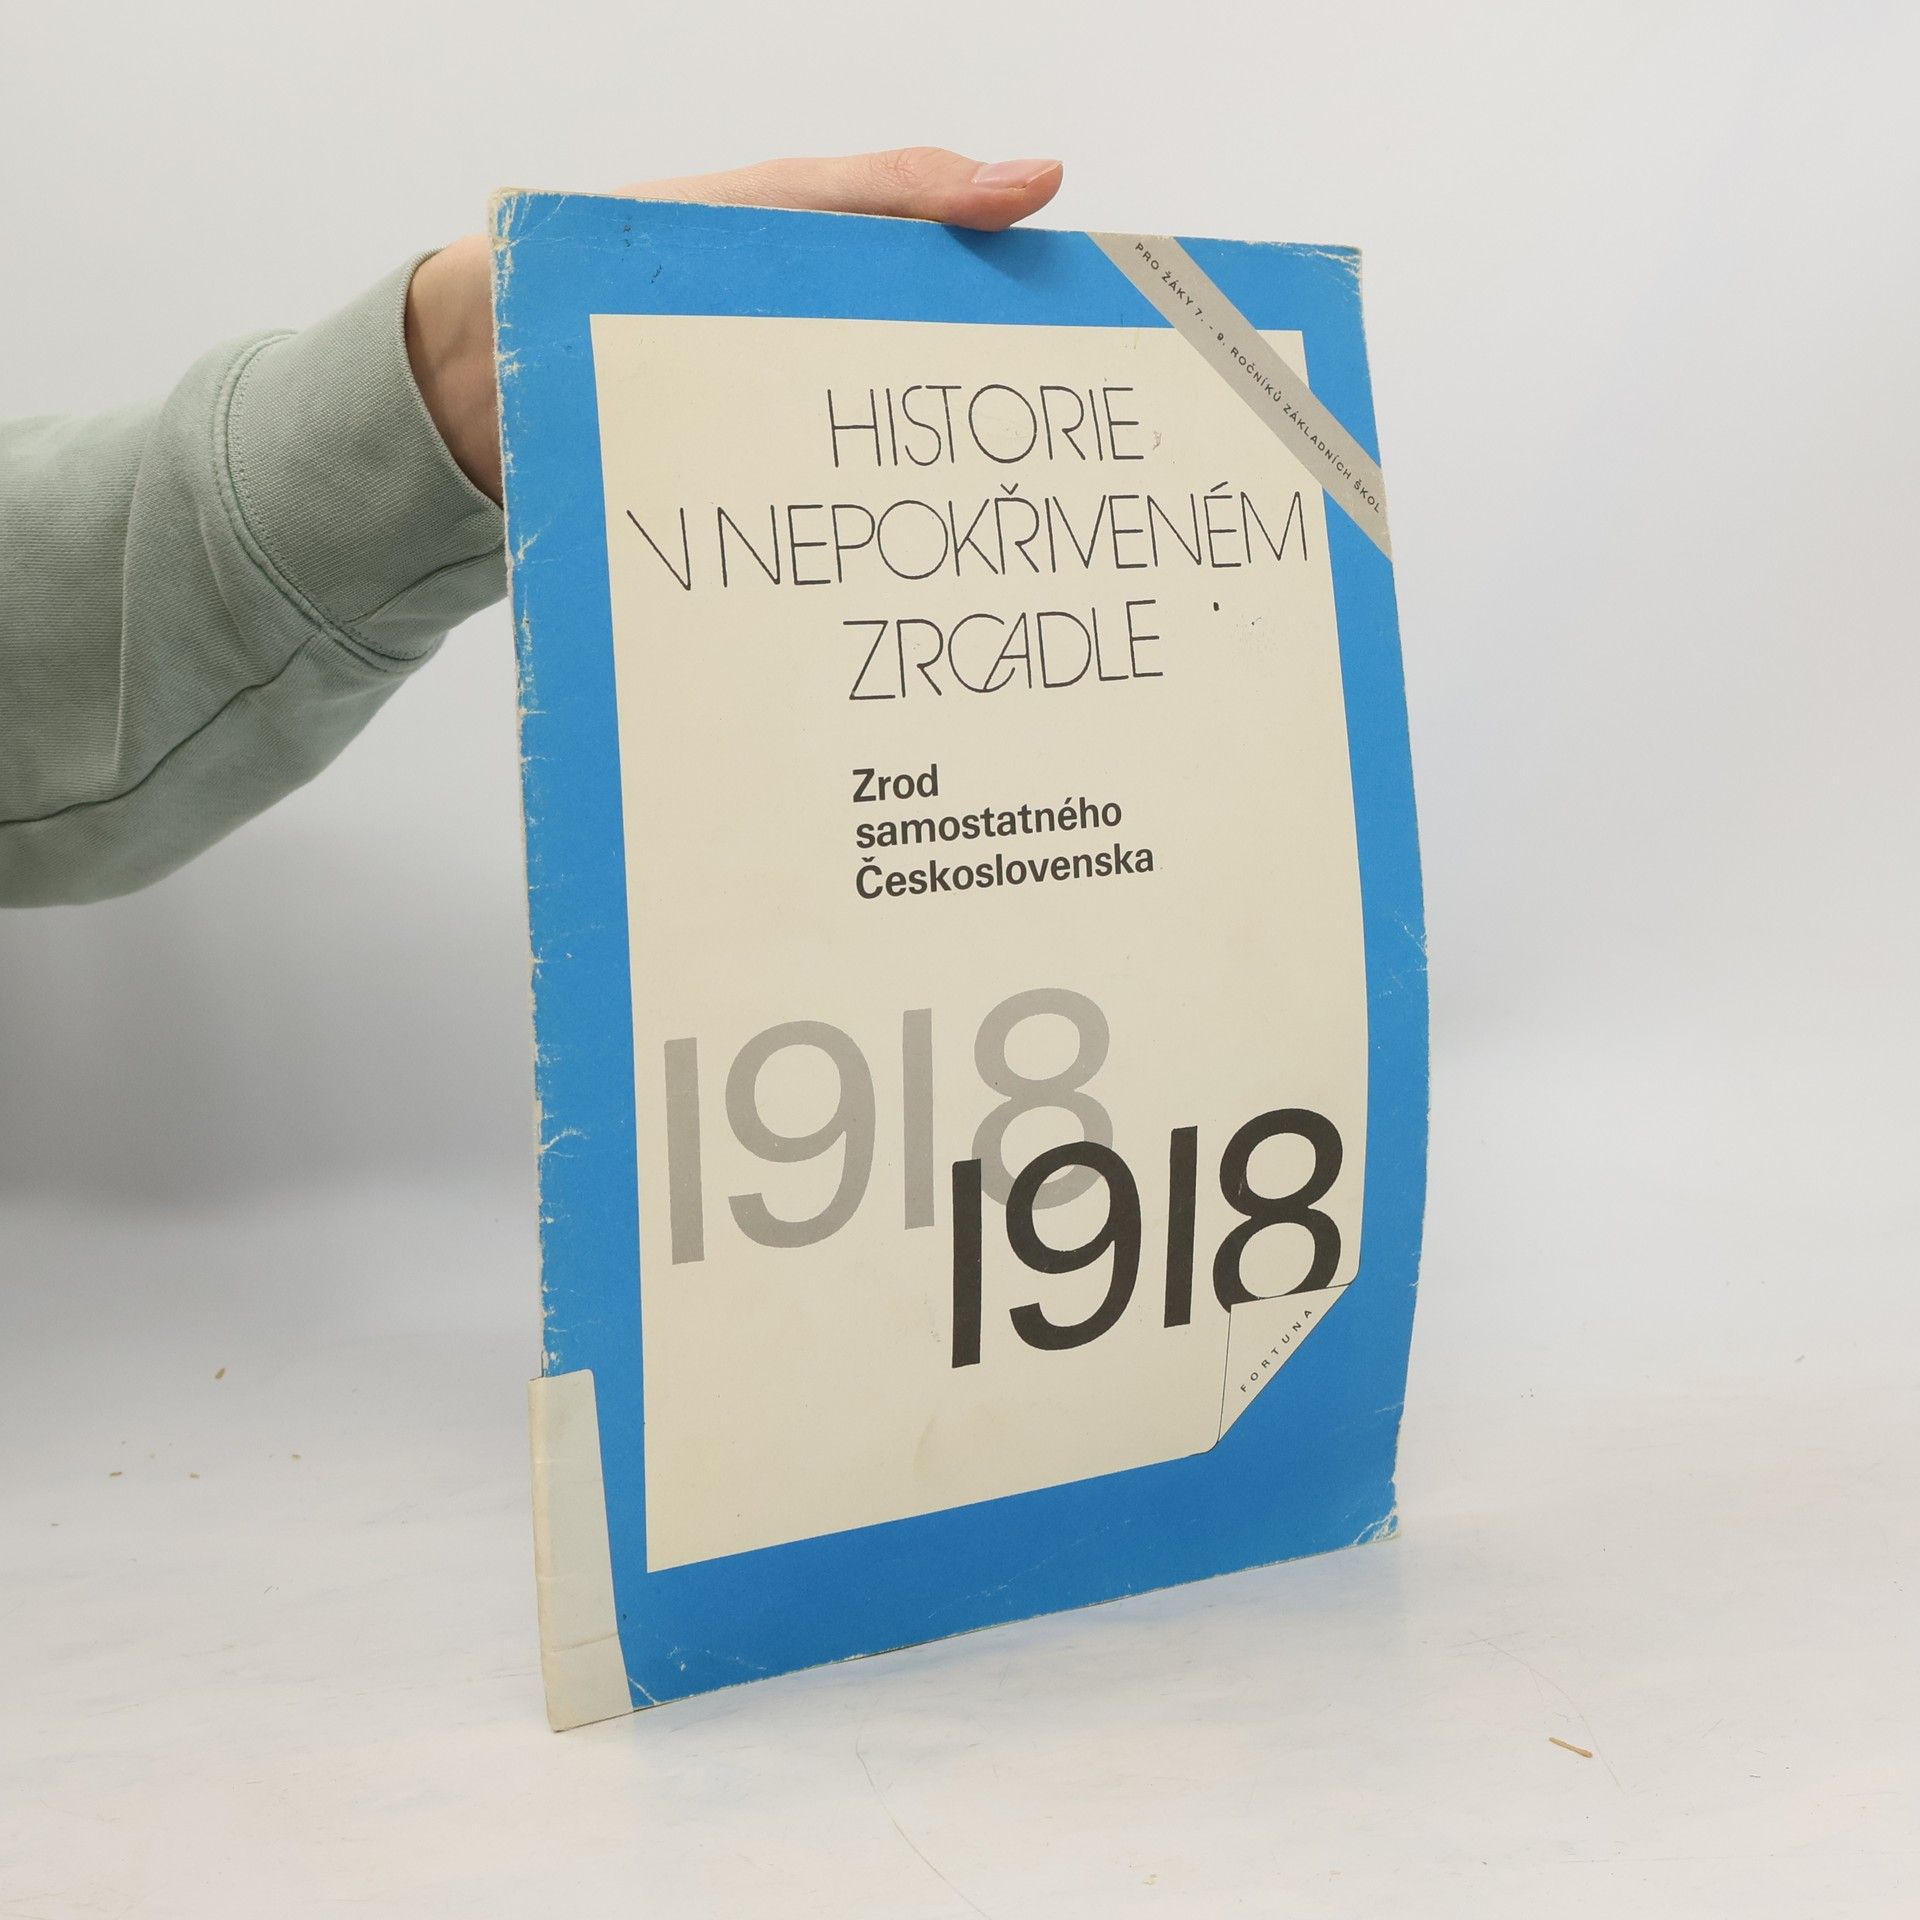 PRO ŽÁKY 7. - 9. ROČNÍKŮ ZÁKLADNÍCH ŠKOL
HISTORIE
V NEPOKŘIVENÉM
ZRCADLE
Zrod
samostatného
Československa
1918
1918
FORTUNA